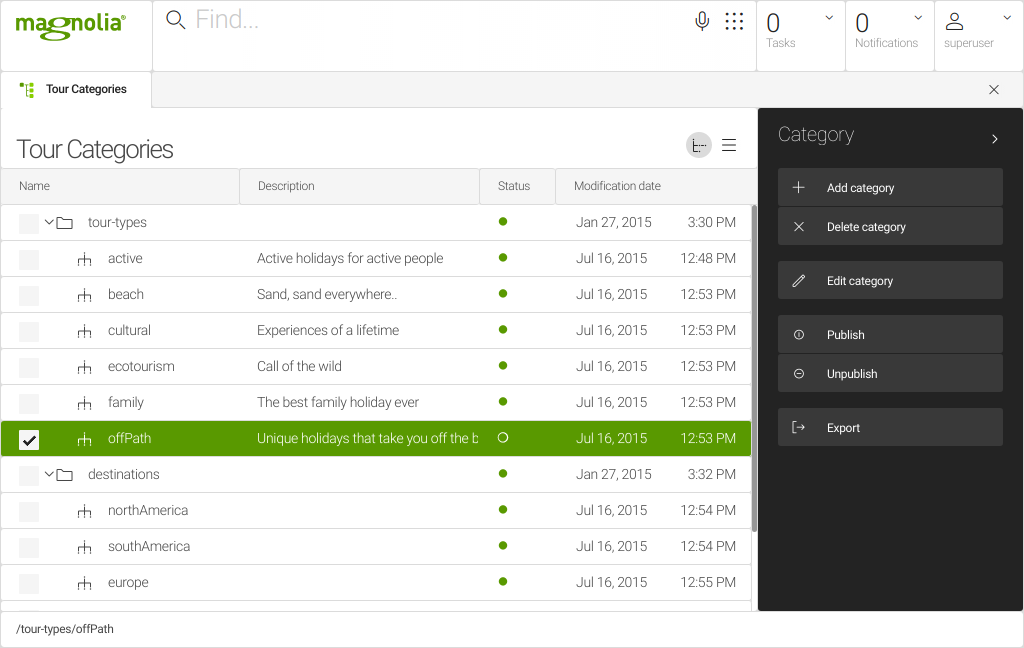 magnolia®
Find...
0
Tasks
0
Notifications
superuser
Tour Categories
Tour Categories
Name Description Status Modification date
tour-types Jan 27, 2015 3:30 PM
active Active holidays for active people Jul 16, 2015 12:48 PM
beach Sand, sand everywhere.. Jul 16, 2015 12:53 PM
cultural Experiences of a lifetime Jul 16, 2015 12:53 PM
ecotourism Call of the wild Jul 16, 2015 12:53 PM
family The best family holiday ever Jul 16, 2015 12:53 PM
offPath Unique holidays that take you off the b Jul 16, 2015 12:53 PM
destinations Jan 27, 2015 3:32 PM
northAmerica Jul 16, 2015 12:54 PM
southAmerica Jul 16, 2015 12:54 PM
europe Jul 16, 2015 12:55 PM
/tour-types/offPath
Category
Add category
Delete category
Edit category
Publish
Unpublish
Export